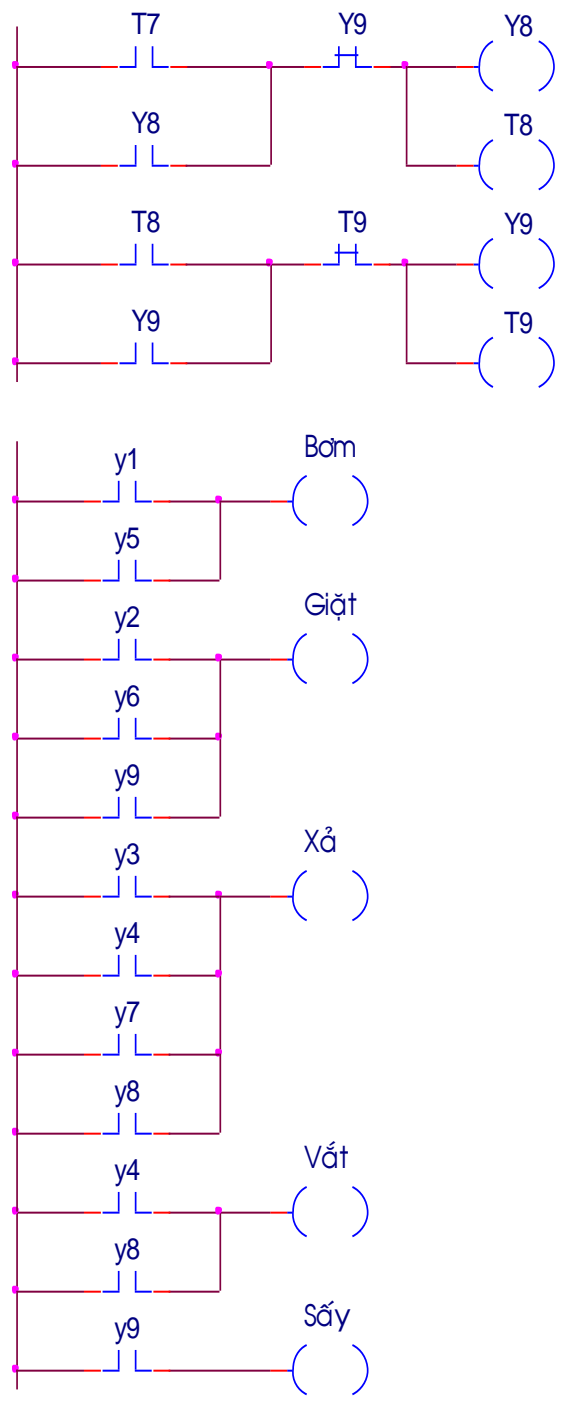 T7 Y9 Y8
Y8 T8
T8 T9 Y9
Y9 T9
y1 Bơm
y5
y2 Giặt
y6
y9
y3 Xả
y4
y7
y8
y4 Vắt
y8
y9 Sấy